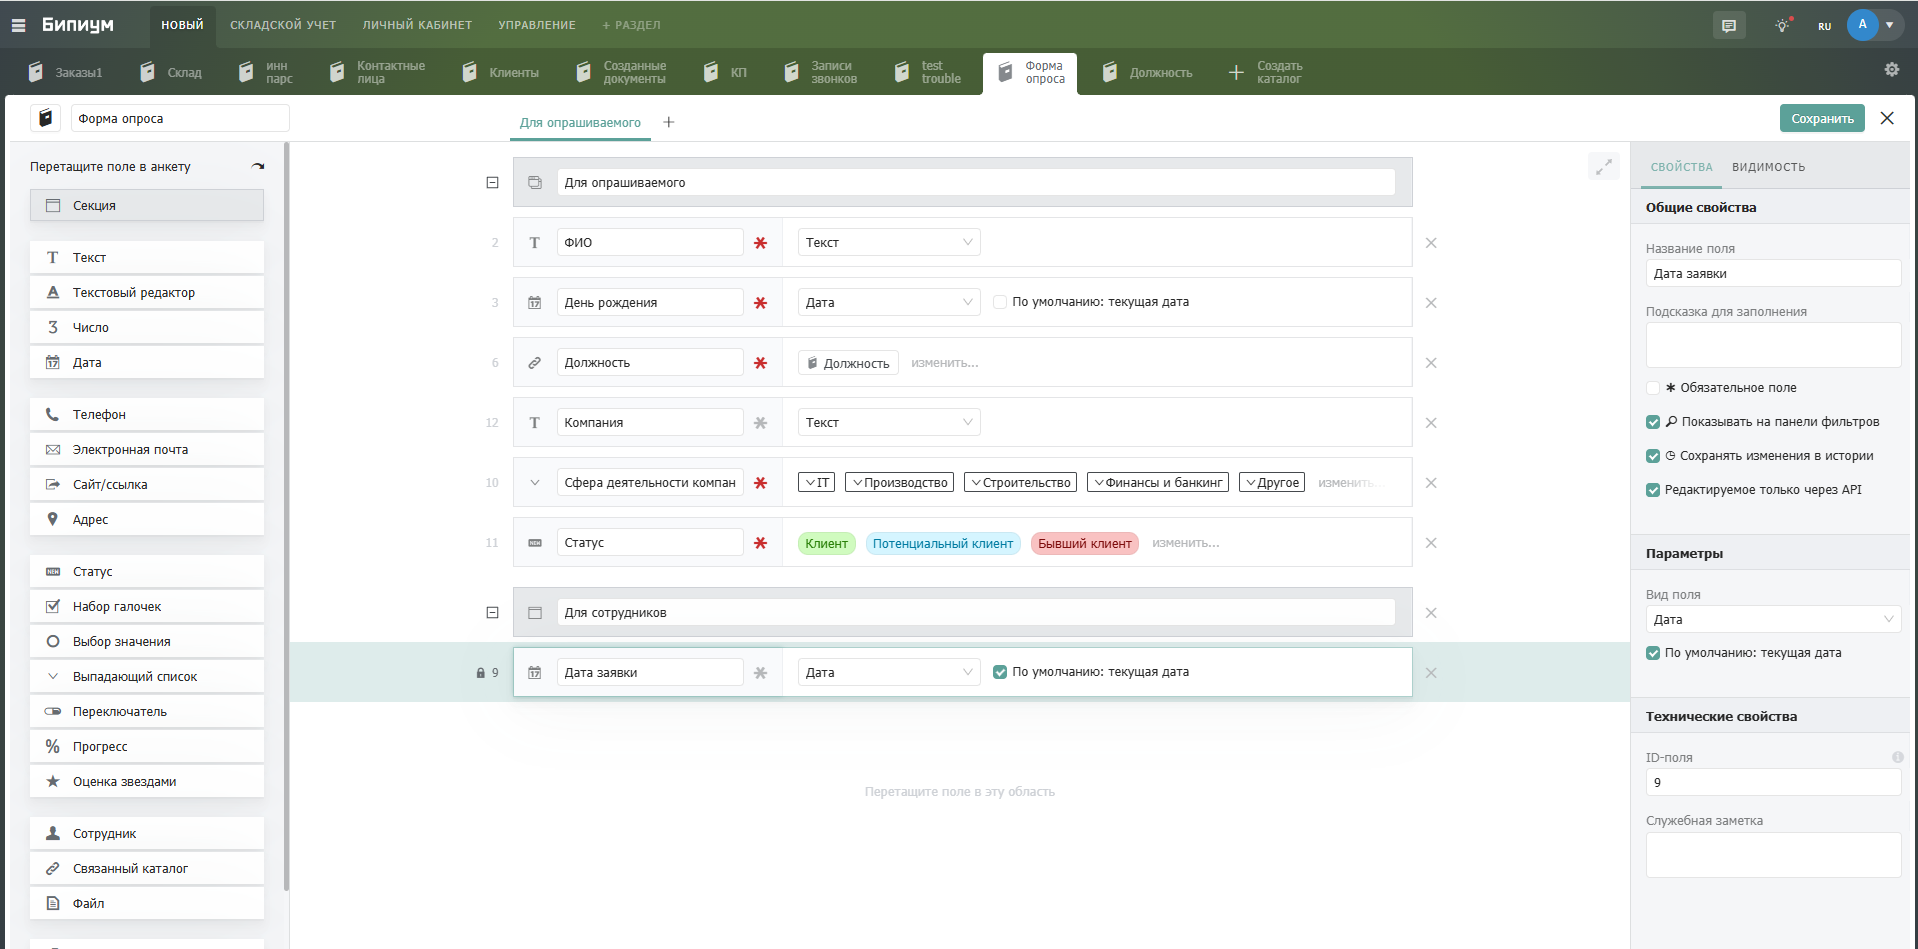 Бипиум
НОВЫЙ
СКЛАДСКОЙ УЧЕТ
ЛИЧНЫЙ КАБИНЕТ
УПРАВЛЕНИЕ
+ РАЗДЕЛ
RU
A
Заказы1
Склад
инн
парс
Контактные
лица
Клиенты
Созданные
документы
КП
Записи
звонков
test
trouble
Форма
опроса
Должность
Создать
каталог
Форма опроса
Для опрашиваемого
Сохранить
Перетащите поле в анкету
Секция
Текст
Текстовый редактор
Число
Дата
Телефон
Электронная почта
Сайт/ссылка
Адрес
Статус
Набор галочек
Выбор значения
Выпадающий список
Переключатель
Прогресс
Оценка звездами
Сотрудник
Связанный каталог
Файл
Для опрашиваемого
2 ФИО Текст
3 День рождения Дата По умолчанию: текущая дата
6 Должность Должность изменить...
12 Компания Текст
10 Сфера деятельности компан IT Производство Строительство Финансы и банкинг Другое изменить...
11 Статус Клиент Потенциальный клиент Бывший клиент изменить...
Для сотрудников
9 Дата заявки Дата По умолчанию: текущая дата
Перетащите поле в эту область
СВОЙСТВА
ВИДИМОСТЬ
Общие свойства
Название поля
Дата заявки
Подсказка для заполнения
Обязательное поле
Показывать на панели фильтров
Сохранять изменения в истории
Редактируемое только через API
Параметры
Вид поля
Дата
По умолчанию: текущая дата
Технические свойства
ID-поля
9
Служебная заметка